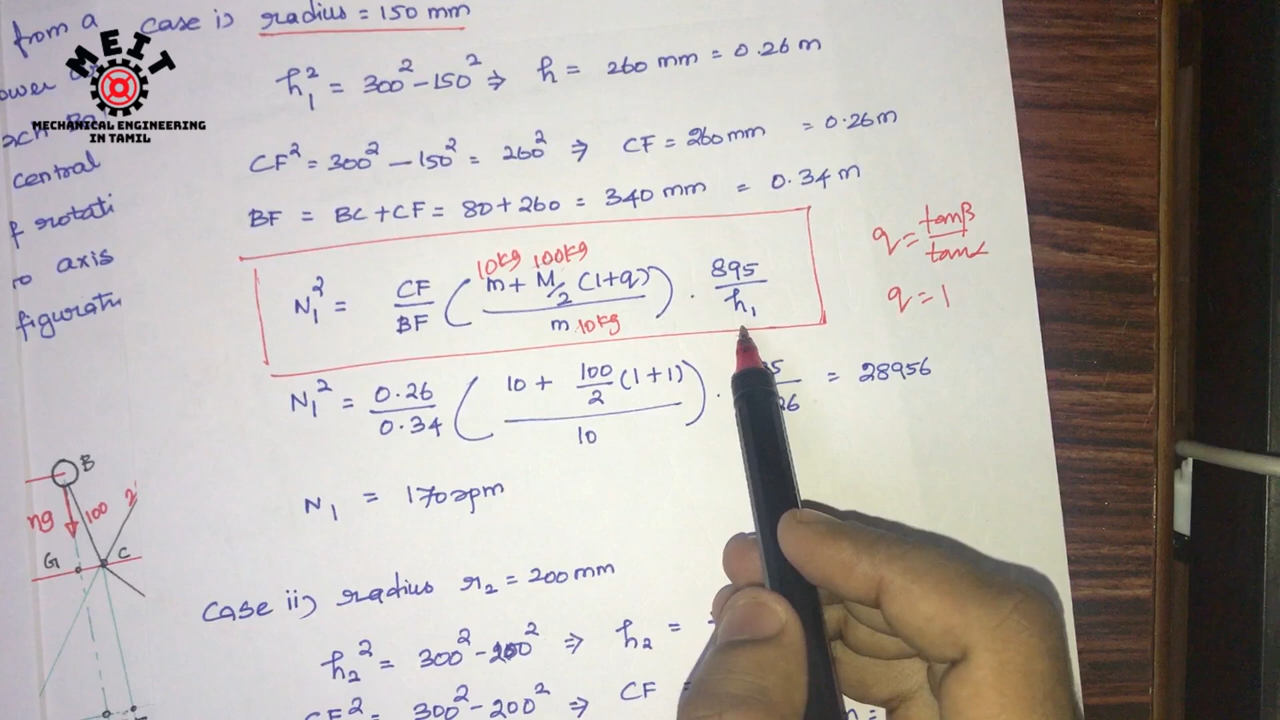 from a
case i) radius = 150 mm
MEIT
MECHANICAL ENGINEERING
IN TAMIL
central
f rotati
o axis
figurati
h₁² = 300² - 150² ⇒ h = 260 mm = 0.26 m
CF² = 300² - 150² = 260² ⇒ CF = 260 mm = 0.26 m
BF = BC + CF = 80 + 260 = 340 mm = 0.34 m
10kg 100kg
N₁² = CF/BF ( (m + M/2 (1+q)) / m 10kg ) . 895/h₁
q = tanβ/tanα
q = 1
N₁² = 0.26/0.34 ( (10 + 100/2 (1+1)) / 10 ) . = 28956
N₁ = 170 rpm
B
mg
100
2
G
C
case ii) radius r₂ = 200 mm
h₂² = 300² - 200² ⇒ h₂ =
CF² = 300² - 200² ⇒ CF =